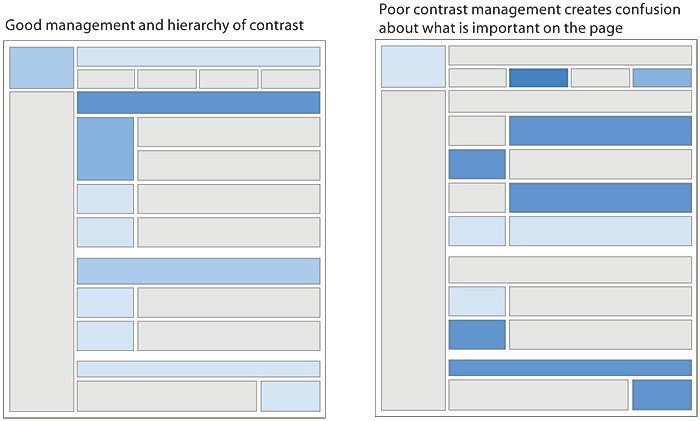 Good management and hierarchy of contrast
Poor contrast management creates confusion
about what is important on the page